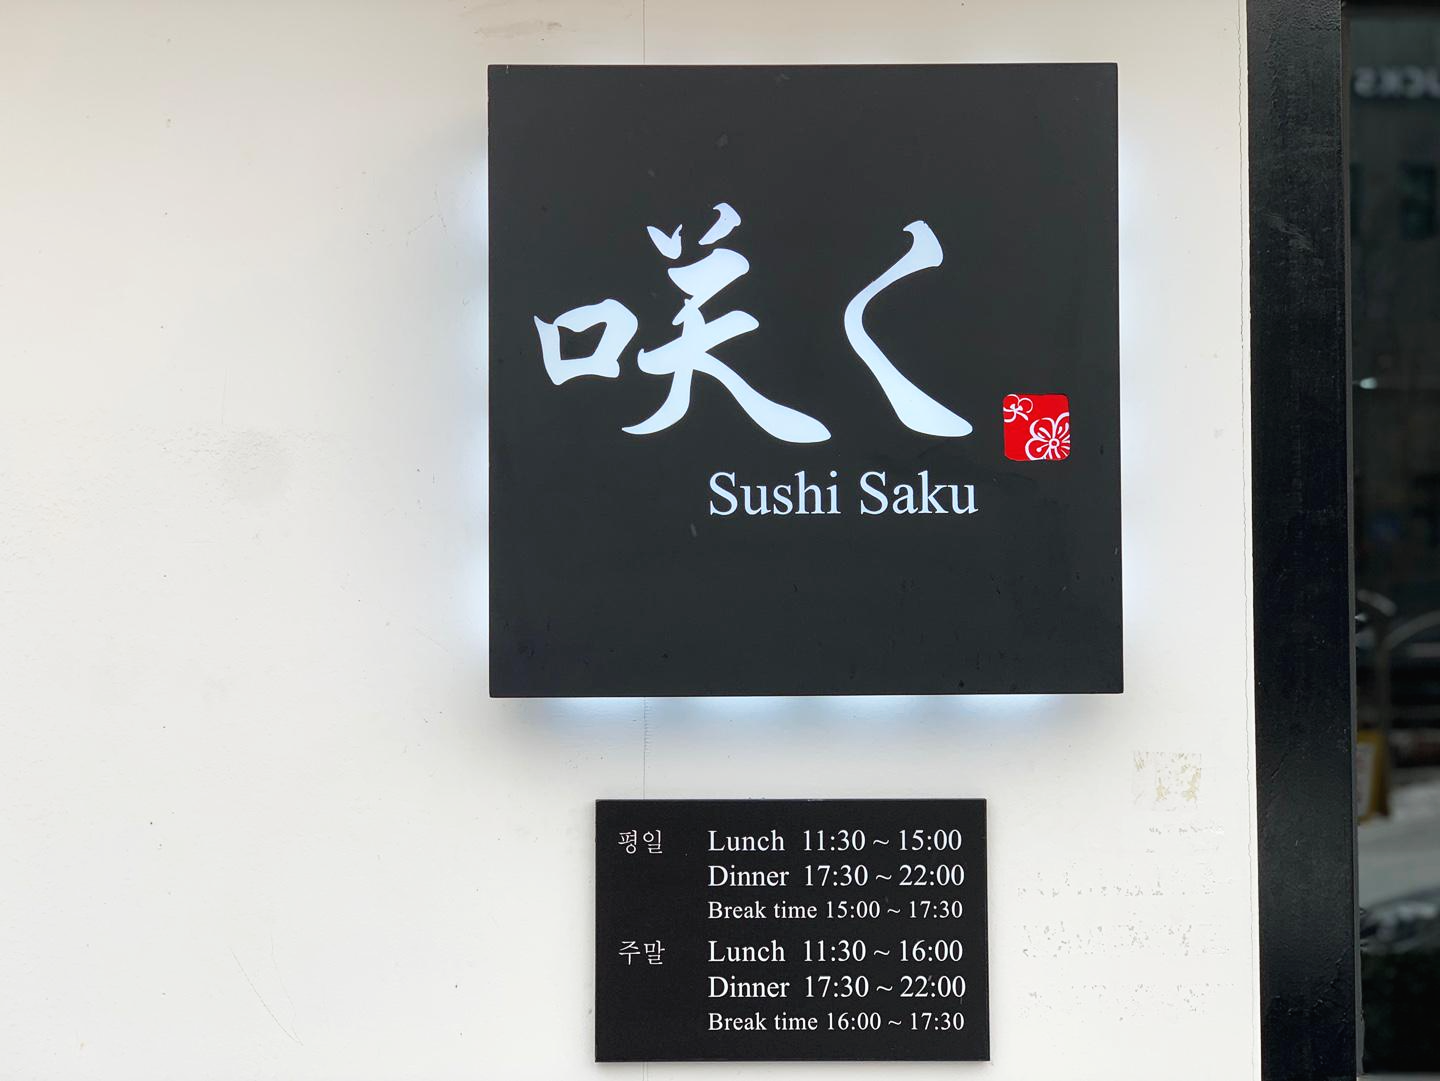 咲く
Sushi Saku
평일 Lunch 11:30 ~ 15:00
Dinner 17:30 ~ 22:00
Break time 15:00 ~ 17:30
주말 Lunch 11:30 ~ 16:00
Dinner 17:30 ~ 22:00
Break time 16:00 ~ 17:30